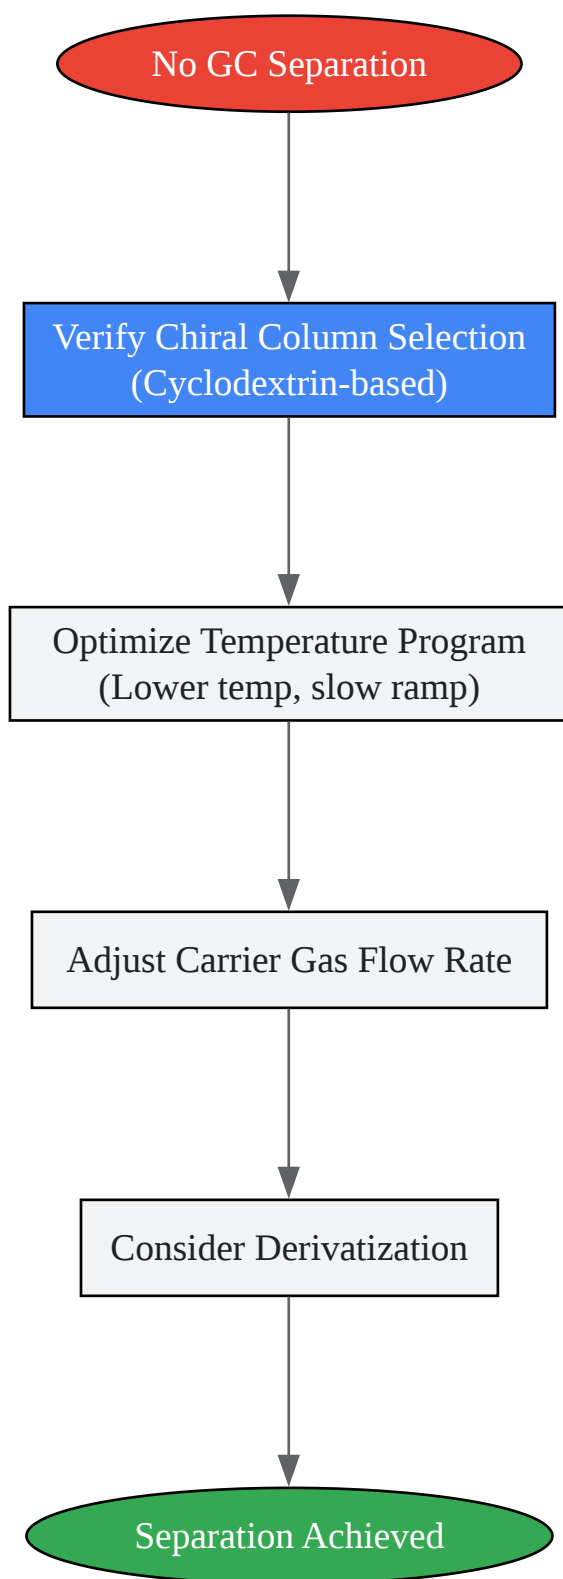 No GC Separation
Verify Chiral Column Selection
(Cyclodextrin-based)
Optimize Temperature Program
(Lower temp, slow ramp)
Adjust Carrier Gas Flow Rate
Consider Derivatization
Separation Achieved